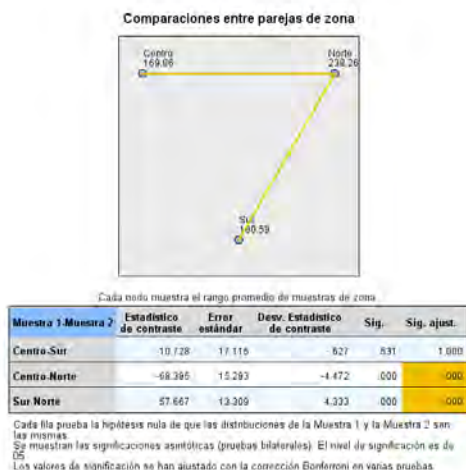 Comparaciones entre parejas de zona
Centro
169.86
Norte
238.26
Sul
180.59
Cada nodo muestra el rango promedio de muestras de zona
Muestra 1-Muestra 2 Estadístico de contraste Error estándar Desv. Estadístico de contraste Sig. Sig. ajust.
Centro-Sur 10.728 17.116 627 531 1.000
Centro-Norte -68.395 15.293 -4.472 .000 .000
Sur Norte 57.667 13.309 4.333 .000 .000
Cada fila prueba la hipótesis nula de que las distribuciones de la Muestra 1 y la Muestra 2 son
las mismas.
Se muestran las significaciones asintóticas (pruebas bilaterales). El nivel de significación es de
05
Los valores de significación se han ajustado con la corrección Bonferroni en varias pruebas.